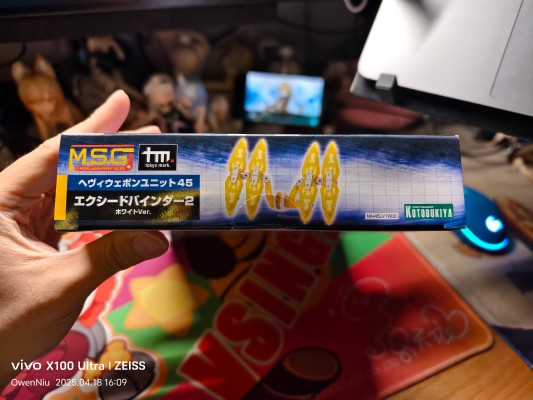 M.S.G
tm.
tokyo mark.
ヘヴィウェポンユニット45
エクシードバインダー2
ホワイトVer.
KOTOBUKIYA
VSING
vivo X100 Ultra | ZEISS
OwenNiu 2025.04.18 16:09